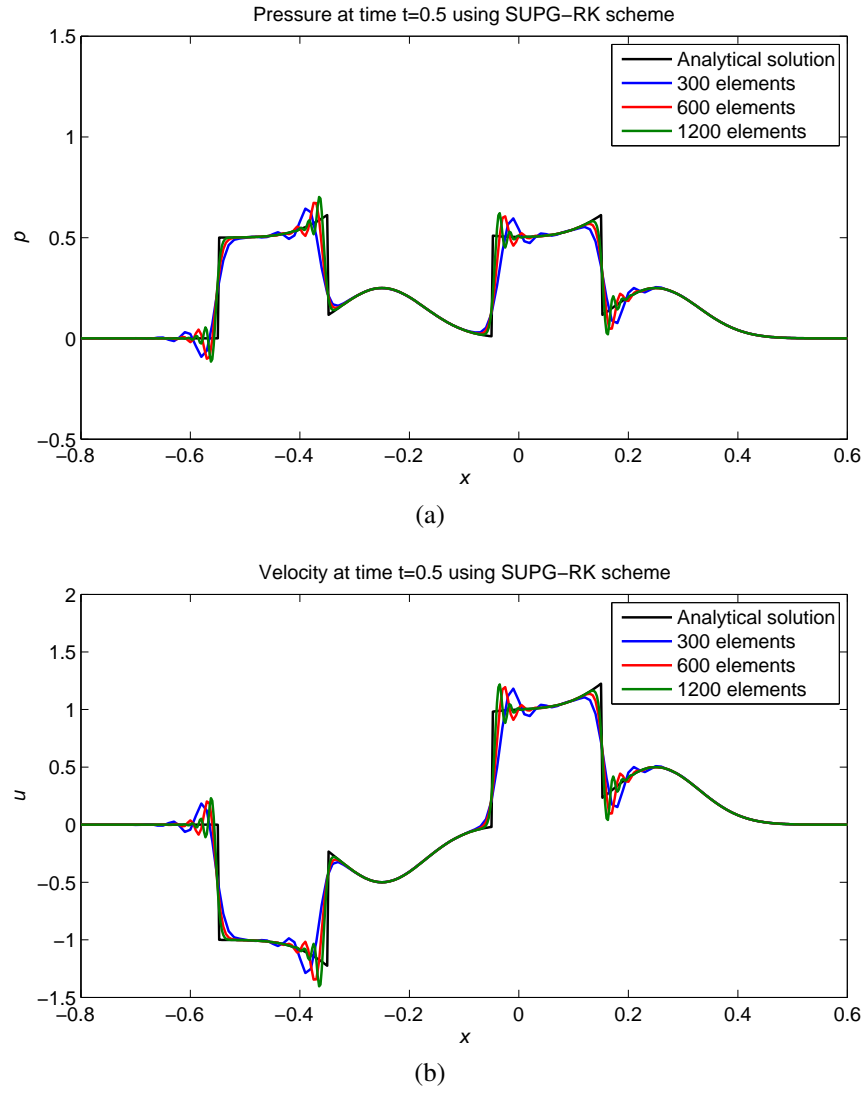 Pressure at time t=0.5 using SUPG−RK scheme
1.5
1
0.5
0
−0.5
p
Analytical solution
300 elements
600 elements
1200 elements
−0.8 −0.6 −0.4 −0.2 0 0.2 0.4 0.6
x
(a)
Velocity at time t=0.5 using SUPG−RK scheme
2
1.5
1
0.5
0
−0.5
−1
−1.5
u
Analytical solution
300 elements
600 elements
1200 elements
−0.8 −0.6 −0.4 −0.2 0 0.2 0.4 0.6
x
(b)